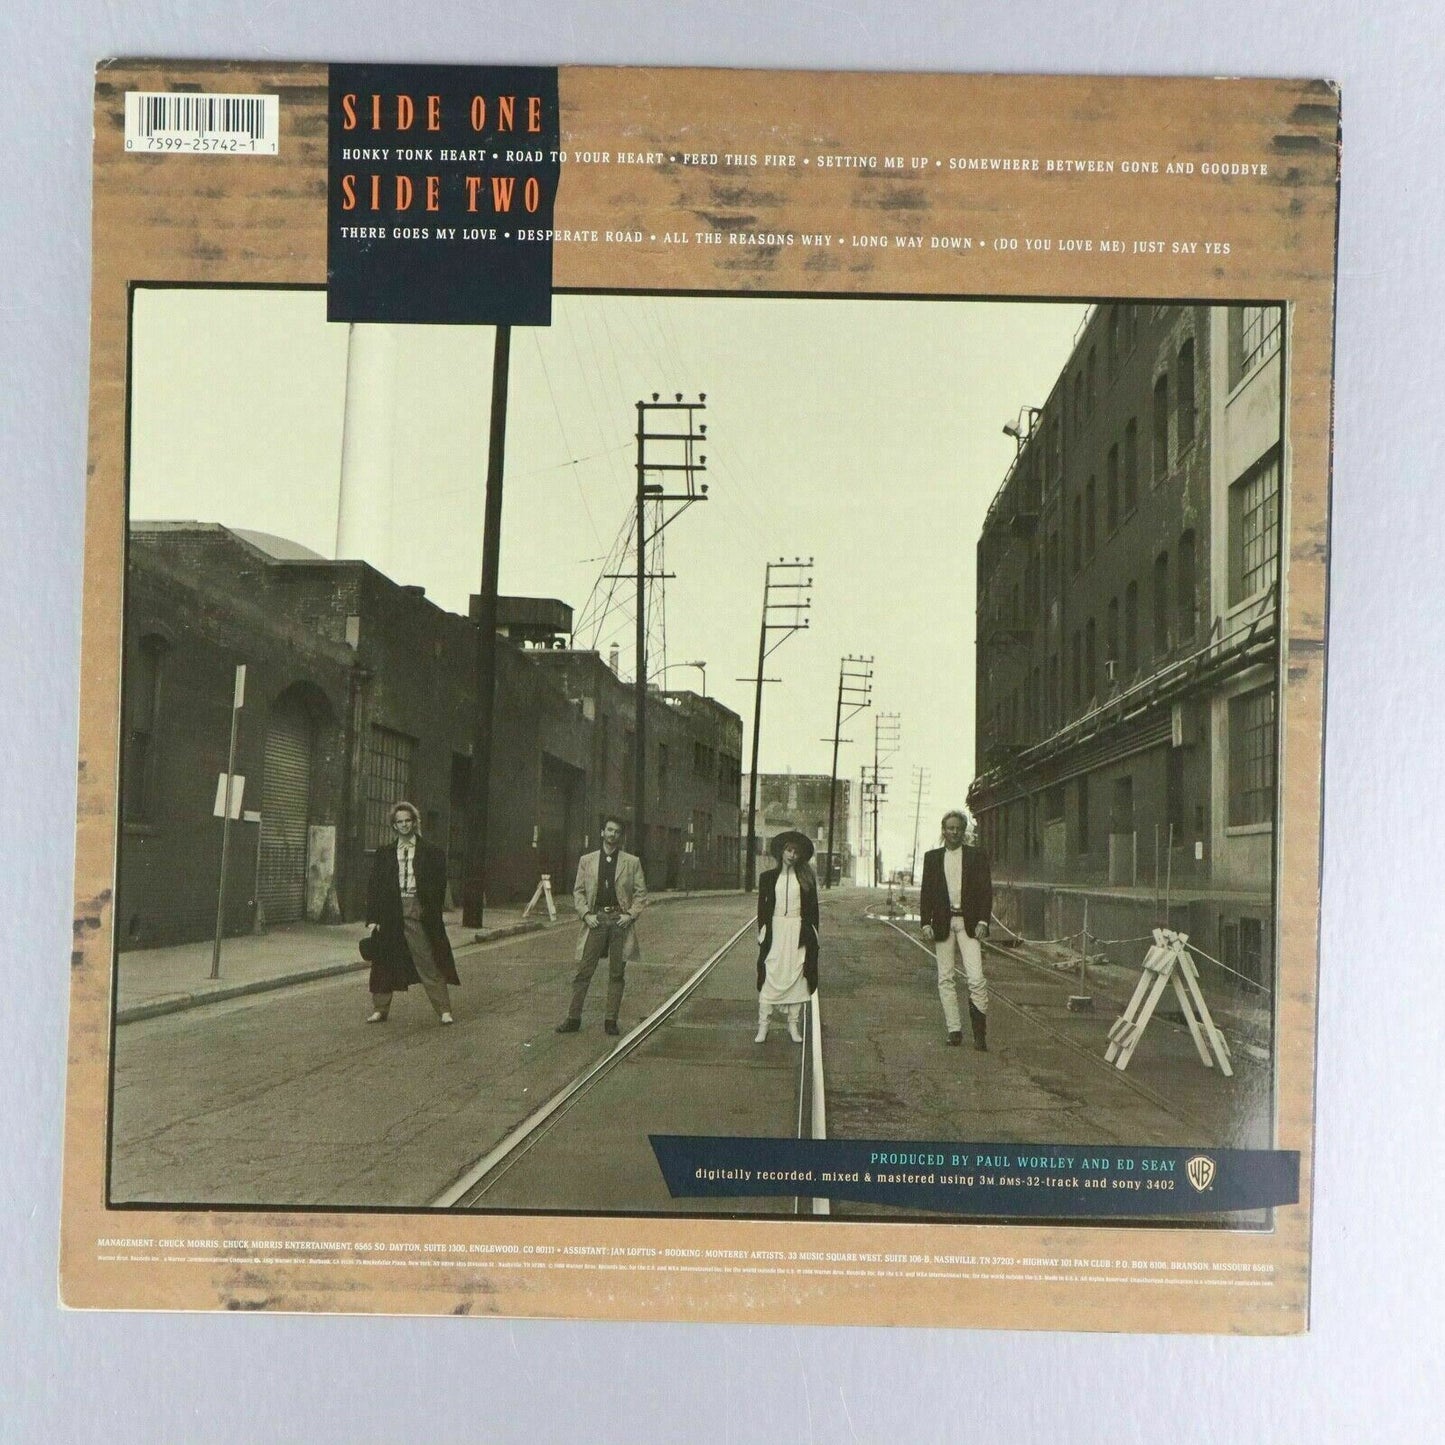 0 7599-25742-1 1
SIDE ONE
HONKY TONK HEART • ROAD TO YOUR HEART • FEED THIS FIRE • SETTING ME UP • SOMEWHERE BETWEEN GONE AND GOODBYE
SIDE TWO
THERE GOES MY LOVE • DESPERATE ROAD • ALL THE REASONS WHY • LONG WAY DOWN • (DO YOU LOVE ME) JUST SAY YES
PRODUCED BY PAUL WORLEY AND ED SEAY
digitally recorded, mixed & mastered using 3M DMS-32-track and sony 3402
WB
MANAGEMENT: CHUCK MORRIS, CHUCK MORRIS ENTERTAINMENT, 6565 SO. DAYTON, SUITE 1300, ENGLEWOOD, CO 80111 • ASSISTANT: JAN LOFTUS • BOOKING: MONTEREY ARTISTS, 33 MUSIC SQUARE WEST, SUITE 106-B, NASHVILLE, TN 37203 • HIGHWAY 101 FAN CLUB: P.O. BOX 6106, BRANSON, MISSOURI 65616